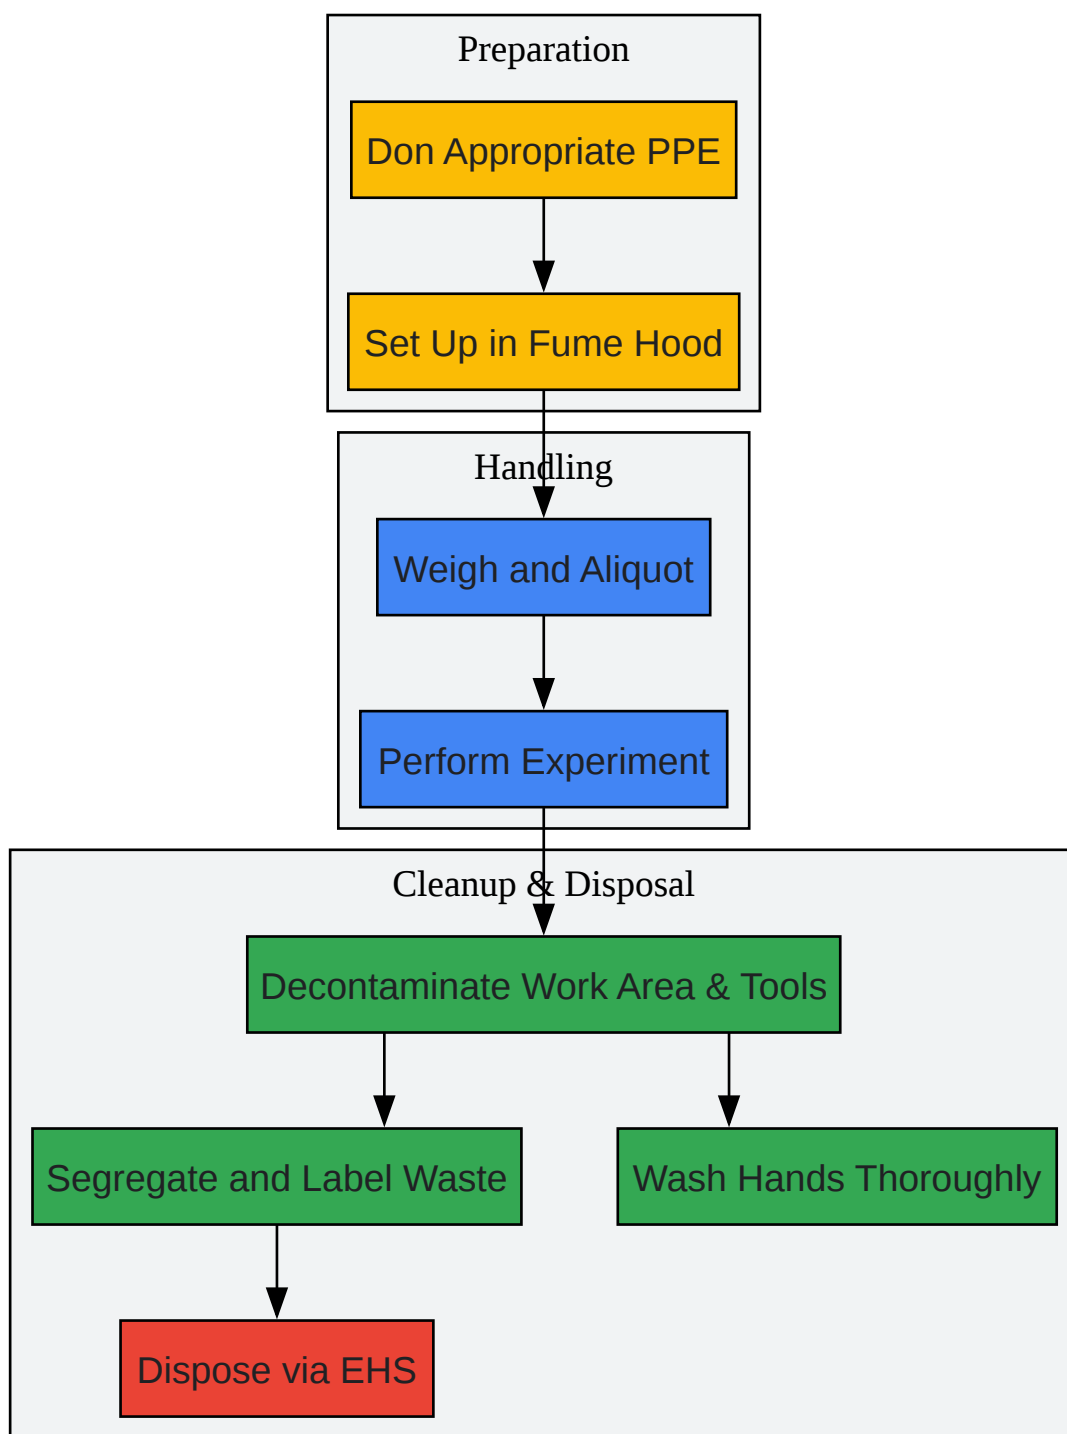 Preparation
Don Appropriate PPE
Set Up in Fume Hood
Handling
Weigh and Aliquot
Perform Experiment
Cleanup & Disposal
Decontaminate Work Area & Tools
Segregate and Label Waste
Wash Hands Thoroughly
Dispose via EHS